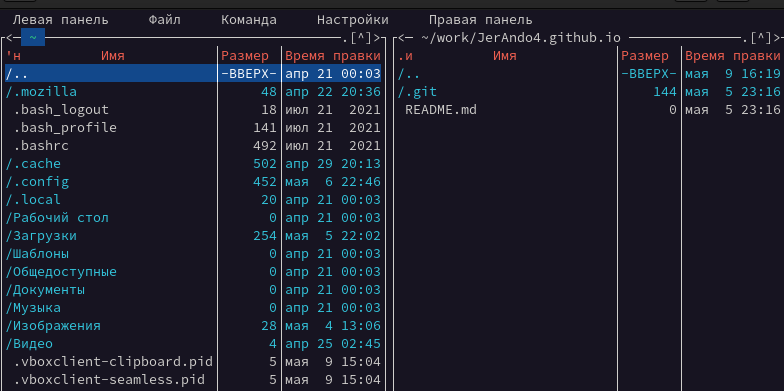 Левая панель Файл Команда Настройки Правая панель
<— ~ .[^]> <— ~/work/JerAndo4.github.io .[^]>
'н Имя Размер Время правки .и Имя Размер Время правки
/.. -ВВЕРХ- апр 21 00:03 /.. -ВВЕРХ- мая 9 16:19
/.mozilla 48 апр 22 20:36 /.git 144 мая 5 23:16
.bash_logout 18 июл 21 2021 README.md 0 мая 5 23:16
.bash_profile 141 июл 21 2021
.bashrc 492 июл 21 2021
/.cache 502 апр 29 20:13
/.config 452 мая 6 22:46
/.local 20 апр 21 00:03
/Рабочий стол 0 апр 21 00:03
/Загрузки 254 мая 5 22:02
/Шаблоны 0 апр 21 00:03
/Общедоступные 0 апр 21 00:03
/Документы 0 апр 21 00:03
/Музыка 0 апр 21 00:03
/Изображения 28 мая 4 13:06
/Видео 4 апр 25 02:45
.vboxclient-clipboard.pid 5 мая 9 15:04
.vboxclient-seamless.pid 5 мая 9 15:04